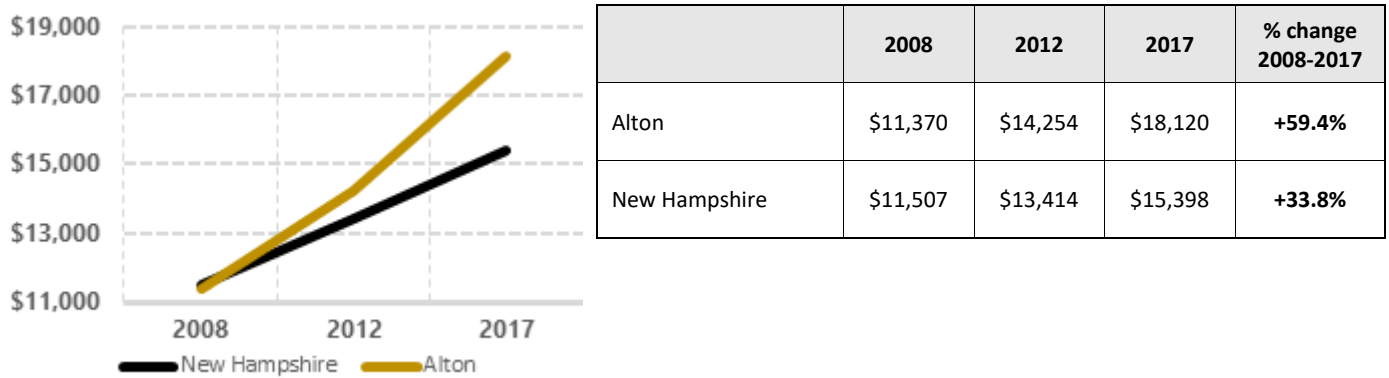 $19,000
$17,000
$15,000
$13,000
$11,000
2008 2012 2017
New Hampshire Alton
2008 2012 2017 % change
2008-2017
Alton $11,370 $14,254 $18,120 +59.4%
New Hampshire $11,507 $13,414 $15,398 +33.8%